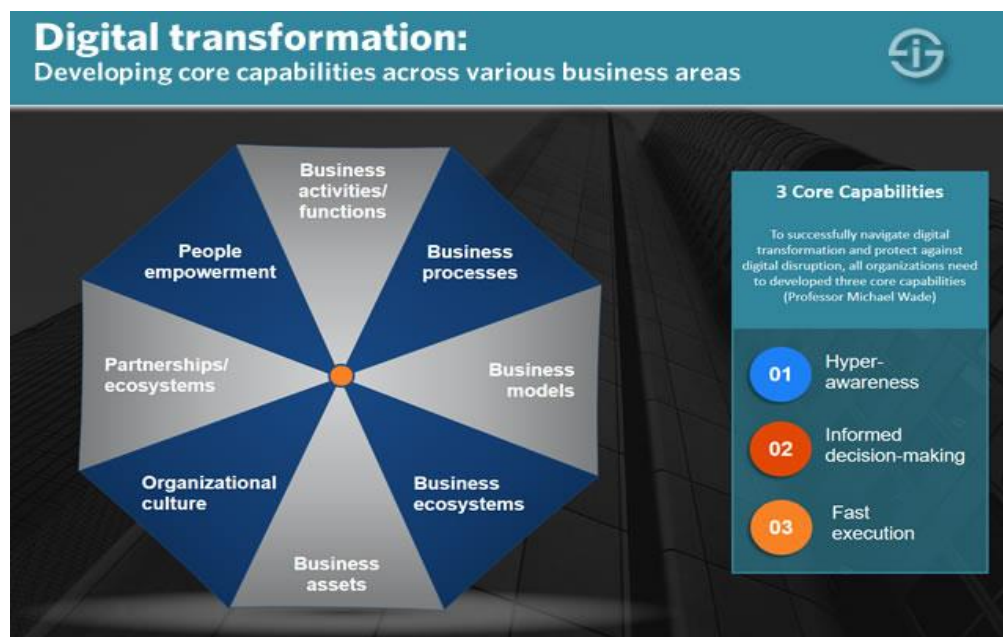 Digital transformation:
Developing core capabilities across various business areas
Business
activities/
functions
Business
processes
Business
models
Business
ecosystems
Business
assets
Organizational
culture
Partnerships/
ecosystems
People
empowerment
3 Core Capabilities
To successfully navigate digital
transformation and protect against
digital disruption, all organizations need
to developed three core capabilities
(Professor Michael Wade)
01
Hyper-
awareness
02
Informed
decision-making
03
Fast
execution